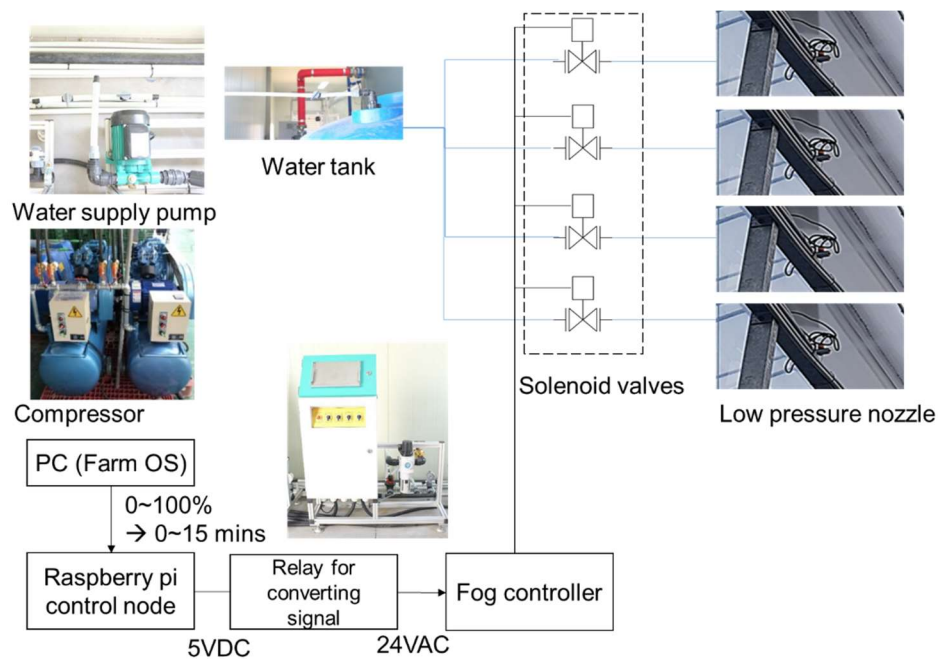 Water tank
Water supply pump
Solenoid valves
Compressor
Low pressure nozzle
PC (Farm OS)
0~100%
→ 0~15 mins
Raspberry pi
control node
Relay for
converting
signal
Fog controller
5VDC
24VAC